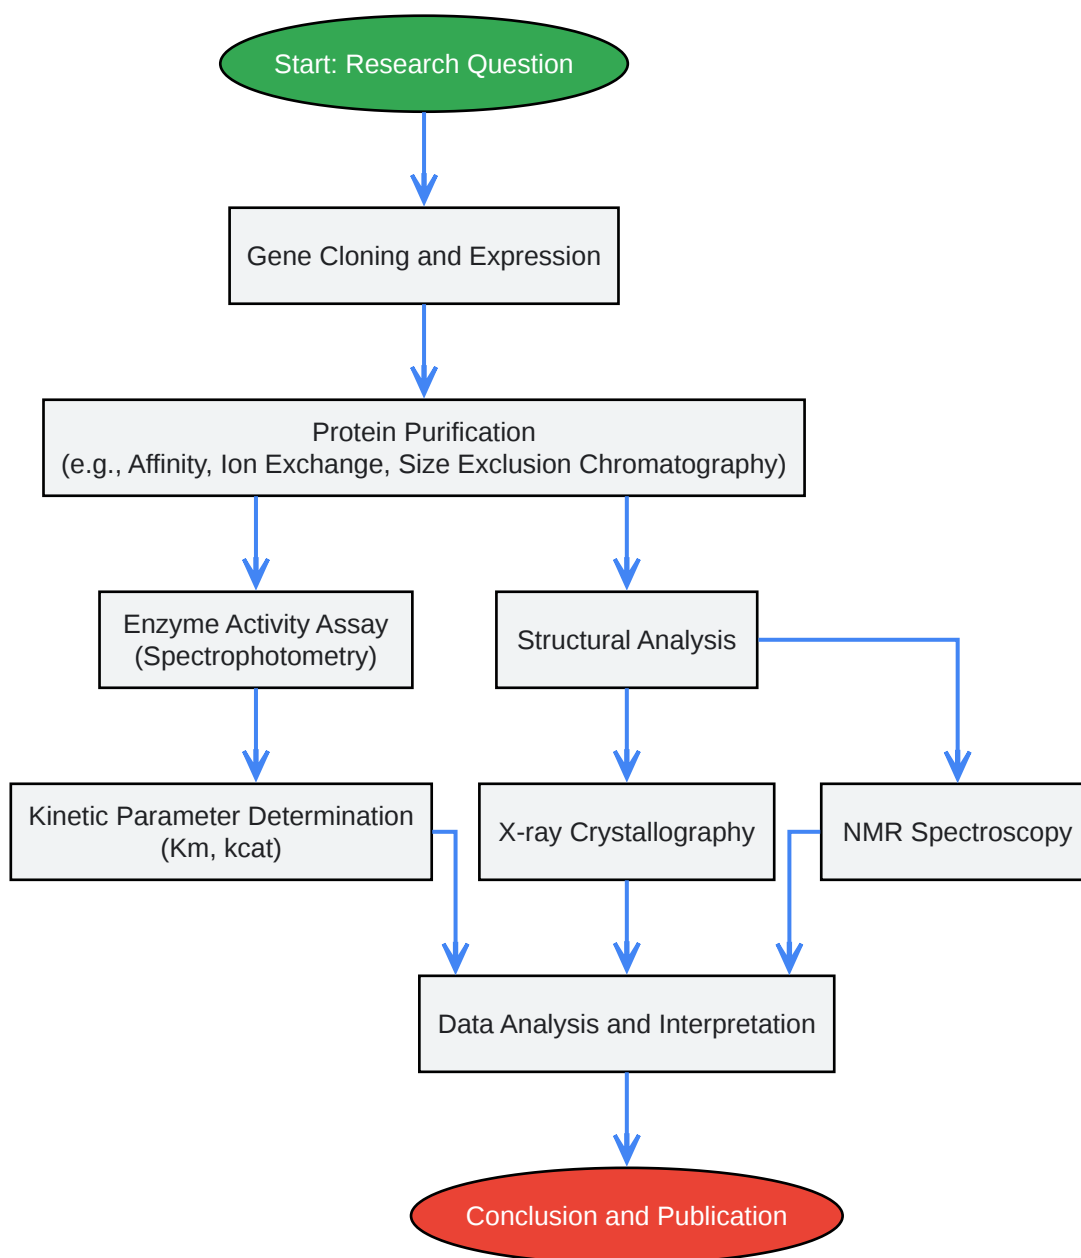 Start: Research Question
Gene Cloning and Expression
Protein Purification
(e.g., Affinity, Ion Exchange, Size Exclusion Chromatography)
Enzyme Activity Assay
(Spectrophotometry)
Structural Analysis
Kinetic Parameter Determination
(Km, kcat)
X-ray Crystallography
NMR Spectroscopy
Data Analysis and Interpretation
Conclusion and Publication